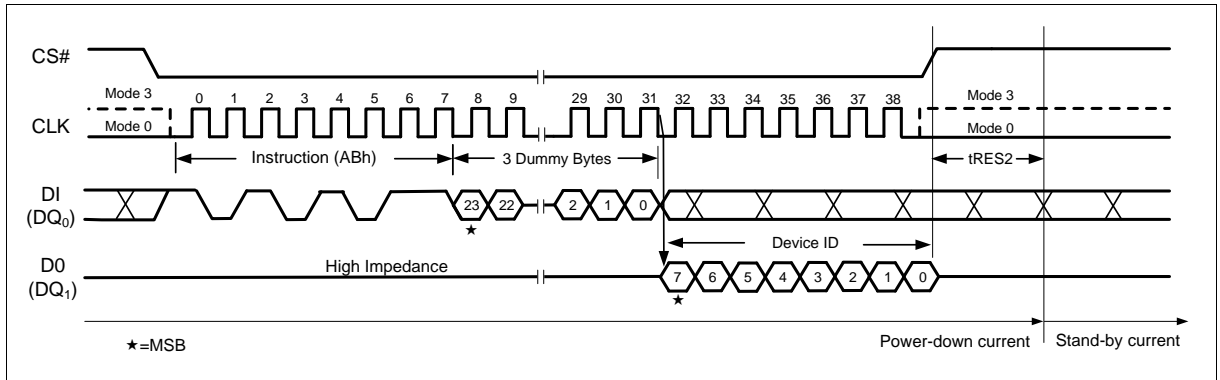 CS#
Mode 3
0 1 2 3 4 5 6 7 8 9 29 30 31 32 33 34 35 36 37 38
Mode 3
CLK
Mode 0
Mode 0
Instruction (ABh)
3 Dummy Bytes
tRES2
DI
(DQ0)
23 22 2 1 0
★
Device ID
D0
(DQ1)
High Impedance
7 6 5 4 3 2 1 0
★
★=MSB
Power-down current
Stand-by current